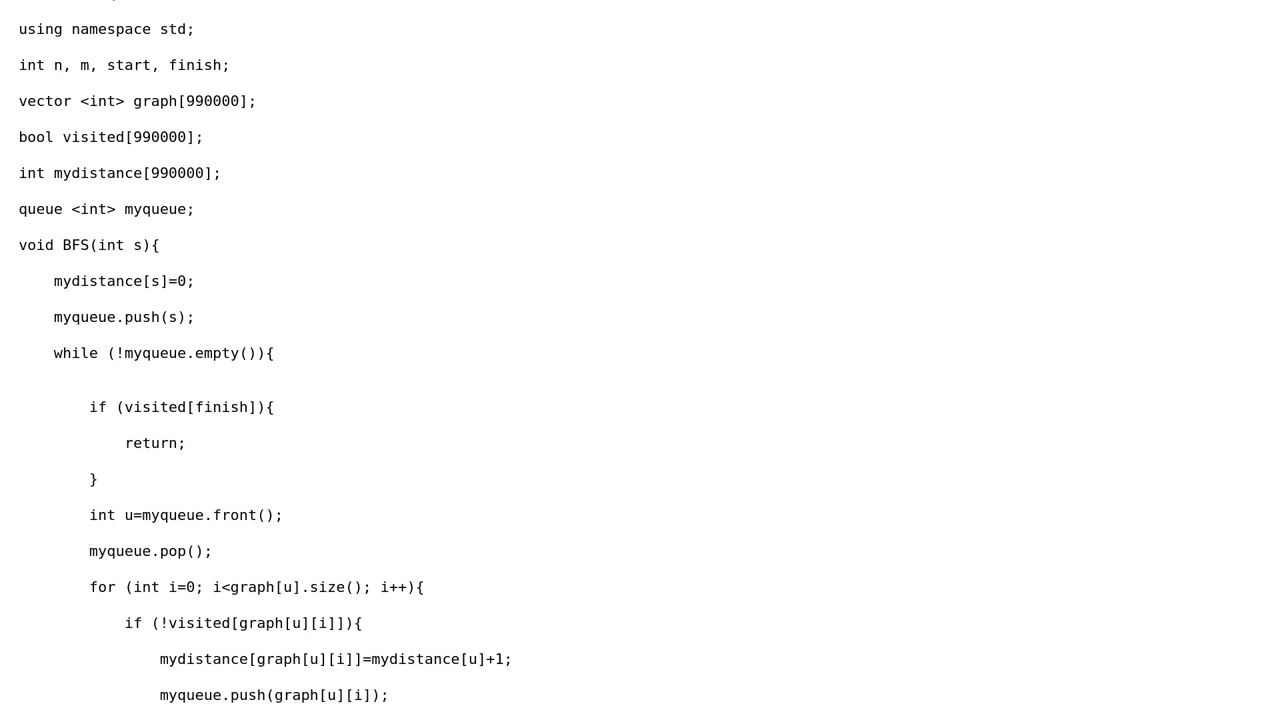 using namespace std;
int n, m, start, finish;
vector <int> graph[990000];
bool visited[990000];
int mydistance[990000];
queue <int> myqueue;
void BFS(int s){
    mydistance[s]=0;
    myqueue.push(s);
    while (!myqueue.empty()){
        if (visited[finish]){
            return;
        }
        int u=myqueue.front();
        myqueue.pop();
        for (int i=0; i<graph[u].size(); i++){
            if (!visited[graph[u][i]]){
                mydistance[graph[u][i]]=mydistance[u]+1;
                myqueue.push(graph[u][i]);